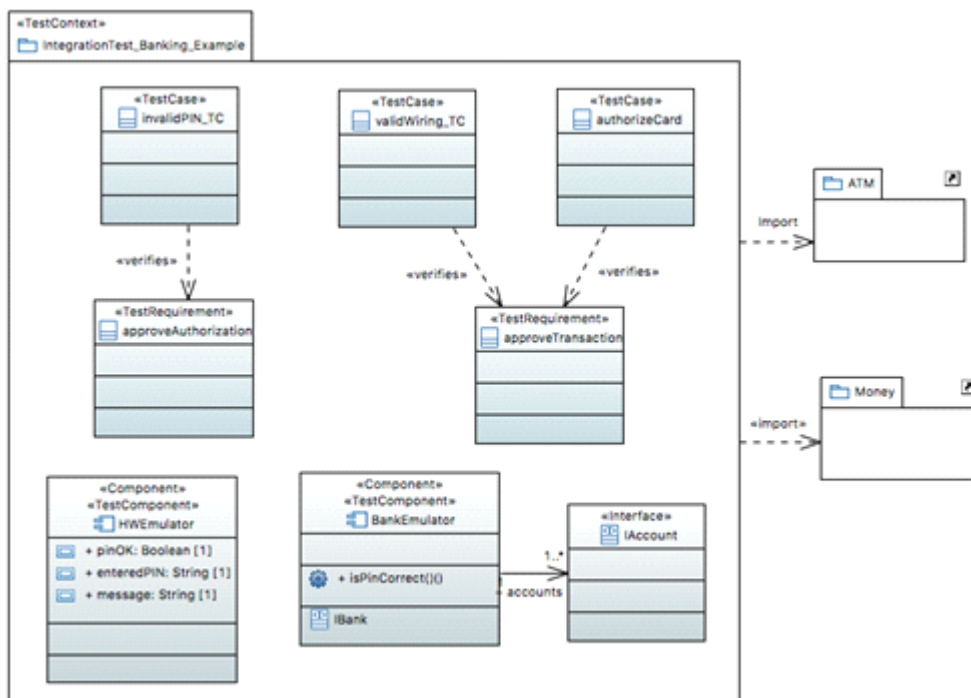 «TestContext»
IntegrationTest_Banking_Example
«TestCase»
invalidPIN_TC
«TestCase»
validWiring_TC
«TestCase»
authorizeCard
ATM
Import
«verifies»
«verifies»
«verifies»
«TestRequirement»
approveAuthorization
«TestRequirement»
approveTransaction
Money
«import»
«Component»
«TestComponent»
HWEmulator
+ pinOK: Boolean [1]
+ enteredPIN: String [1]
+ message: String [1]
«Component»
«TestComponent»
BankEmulator
+ isPinCorrect()()
IBank
1..*
accounts
«Interface»
IAccount